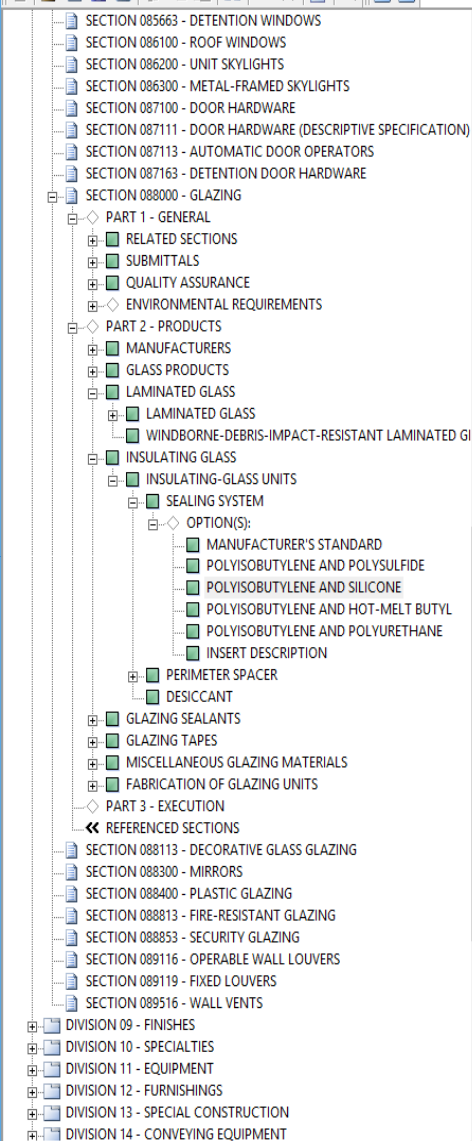 SECTION 085663 - DETENTION WINDOWS
SECTION 086100 - ROOF WINDOWS
SECTION 086200 - UNIT SKYLIGHTS
SECTION 086300 - METAL-FRAMED SKYLIGHTS
SECTION 087100 - DOOR HARDWARE
SECTION 087111 - DOOR HARDWARE (DESCRIPTIVE SPECIFICATION)
SECTION 087113 - AUTOMATIC DOOR OPERATORS
SECTION 087163 - DETENTION DOOR HARDWARE
SECTION 088000 - GLAZING
PART 1 - GENERAL
RELATED SECTIONS
SUBMITTALS
QUALITY ASSURANCE
ENVIRONMENTAL REQUIREMENTS
PART 2 - PRODUCTS
MANUFACTURERS
GLASS PRODUCTS
LAMINATED GLASS
LAMINATED GLASS
WINDBORNE-DEBRIS-IMPACT-RESISTANT LAMINATED
INSULATING GLASS
INSULATING-GLASS UNITS
SEALING SYSTEM
OPTION(S):
MANUFACTURER'S STANDARD
POLYISOBUTYLENE AND POLYSULFIDE
POLYISOBUTYLENE AND SILICONE
POLYISOBUTYLENE AND HOT-MELT BUTYL
POLYISOBUTYLENE AND POLYURETHANE
INSERT DESCRIPTION
PERIMETER SPACER
DESICCANT
GLAZING SEALANTS
GLAZING TAPES
MISCELLANEOUS GLAZING MATERIALS
FABRICATION OF GLAZING UNITS
PART 3 - EXECUTION
REFERENCED SECTIONS
SECTION 088113 - DECORATIVE GLASS GLAZING
SECTION 088300 - MIRRORS
SECTION 088400 - PLASTIC GLAZING
SECTION 088813 - FIRE-RESISTANT GLAZING
SECTION 088853 - SECURITY GLAZING
SECTION 089116 - OPERABLE WALL LOUVERS
SECTION 089119 - FIXED LOUVERS
SECTION 089516 - WALL VENTS
DIVISION 09 - FINISHES
DIVISION 10 - SPECIALTIES
DIVISION 11 - EQUIPMENT
DIVISION 12 - FURNISHINGS
DIVISION 13 - SPECIAL CONSTRUCTION
DIVISION 14 - CONVEYING EQUIPMENT